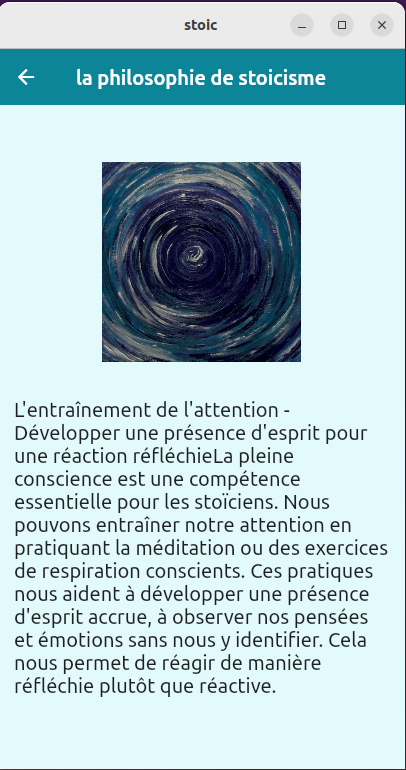 stoic
la philosophie de stoicisme
L'entraînement de l'attention -
Développer une présence d'esprit pour
une réaction réfléchieLa pleine
conscience est une compétence
essentielle pour les stoïciens. Nous
pouvons entraîner notre attention en
pratiquant la méditation ou des exercices
de respiration conscients. Ces pratiques
nous aident à développer une présence
d'esprit accrue, à observer nos pensées
et émotions sans nous y identifier. Cela
nous permet de réagir de manière
réfléchie plutôt que réactive.